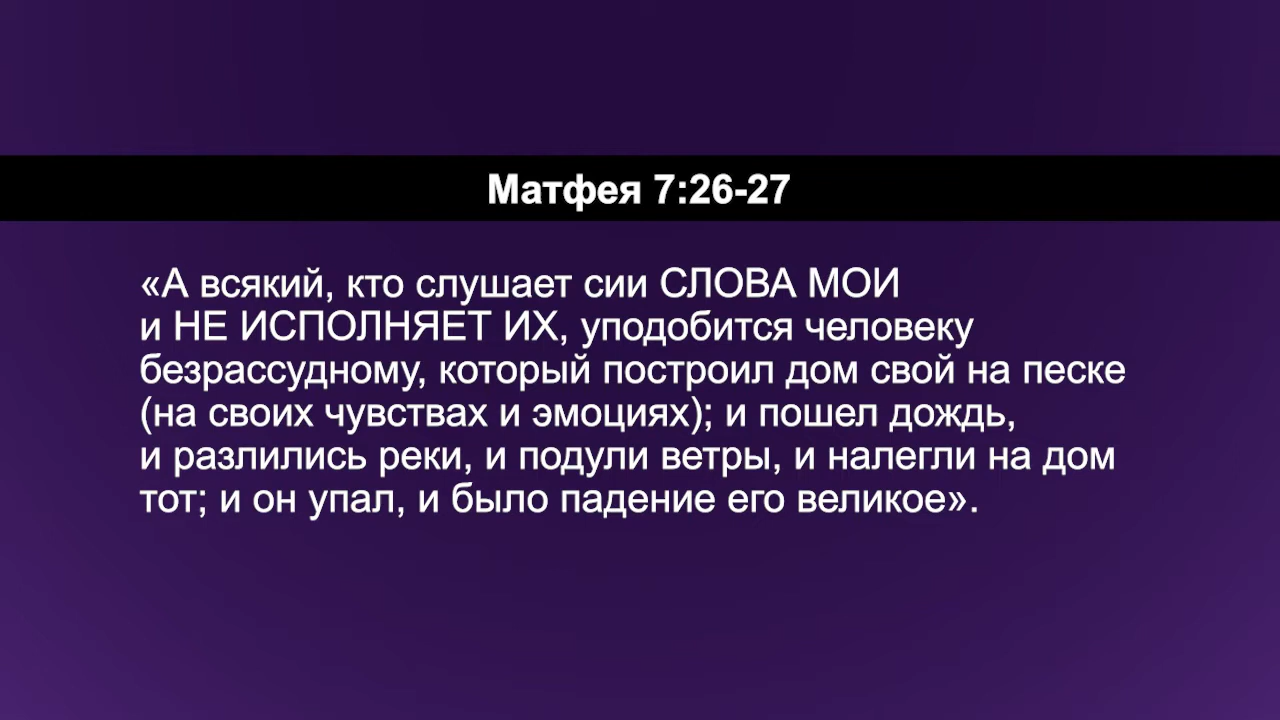 Матфея 7:26-27
«А всякий, кто слушает сии СЛОВА МОИ
и НЕ ИСПОЛНЯЕТ ИХ, уподобится человеку
безрассудному, который построил дом свой на песке
(на своих чувствах и эмоциях); и пошел дождь,
и разлились реки, и подули ветры, и налегли на дом
тот; и он упал, и было падение его великое».